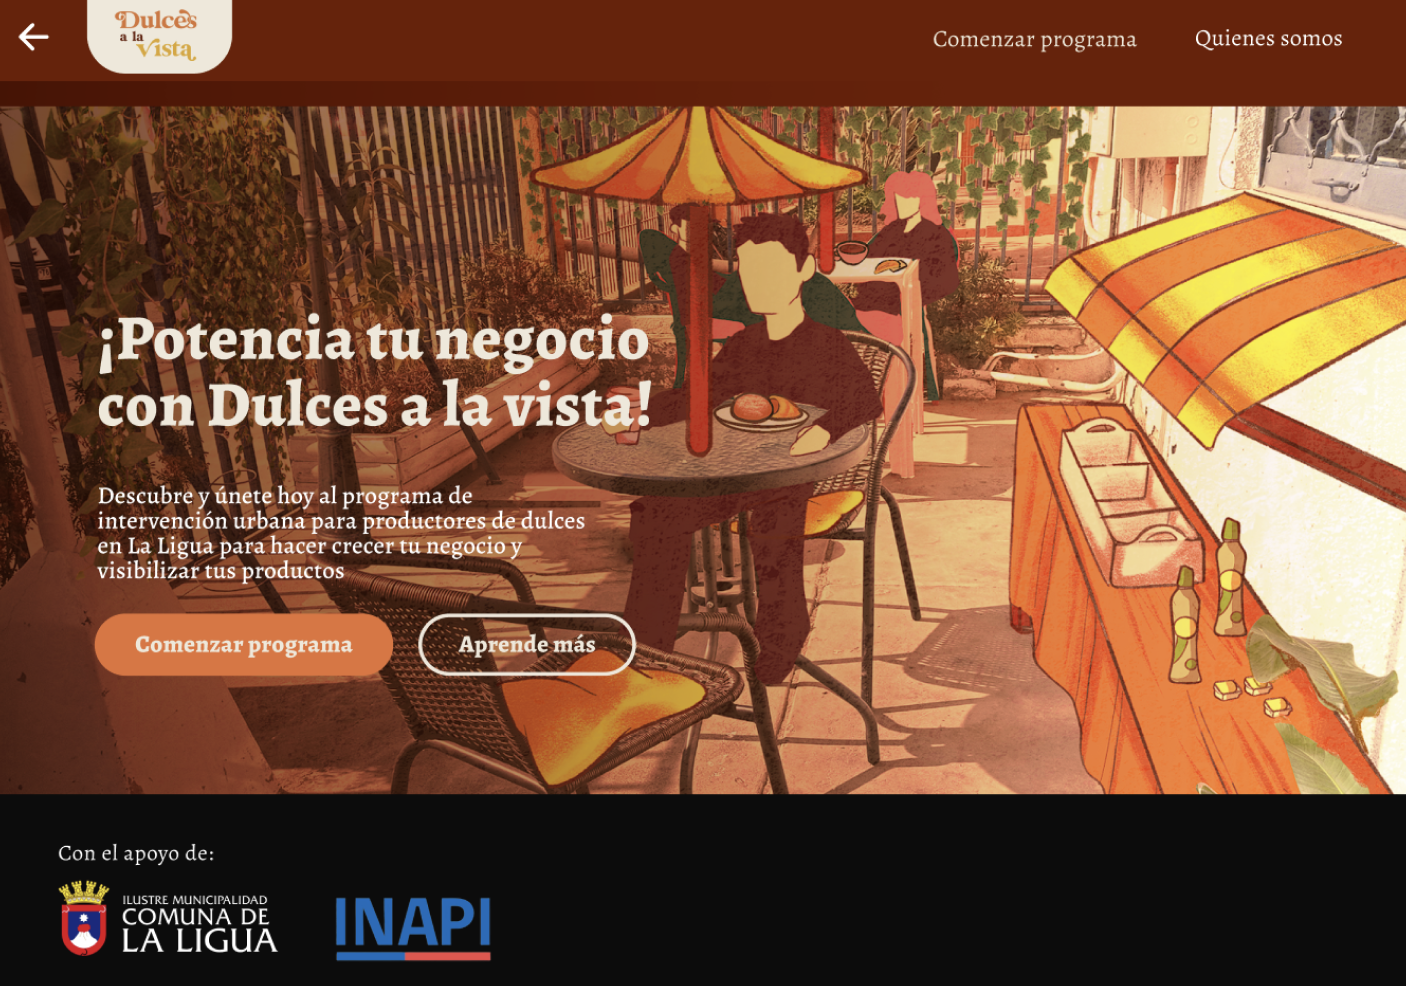 Dulces
a la
Vista
Comenzar programa
Quienes somos
¡Potencia tu negocio
con Dulces a la vista!
Descubre y únete hoy al programa de
intervención urbana para productores de dulces
en La Ligua para hacer crecer tu negocio y
visibilizar tus productos
Comenzar programa
Aprende más
Con el apoyo de:
ILUSTRE MUNICIPALIDAD
COMUNA DE
LA LIGUA
INAPI